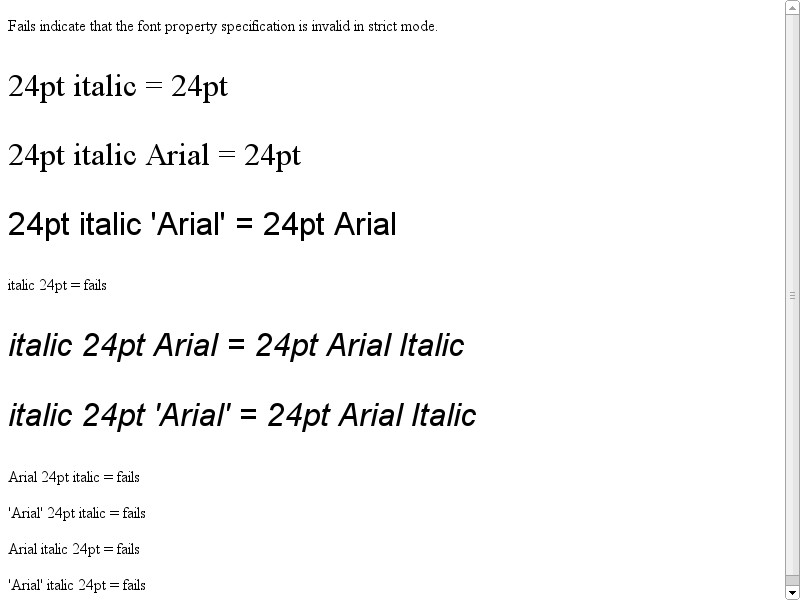 Fails indicate that the font property specification is invalid in strict mode.
24pt italic = 24pt
24pt italic Arial = 24pt
24pt italic 'Arial' = 24pt Arial
italic 24pt = fails
italic 24pt Arial = 24pt Arial Italic
italic 24pt 'Arial' = 24pt Arial Italic
Arial 24pt italic = fails
'Arial' 24pt italic = fails
Arial italic 24pt = fails
'Arial' italic 24pt = fails